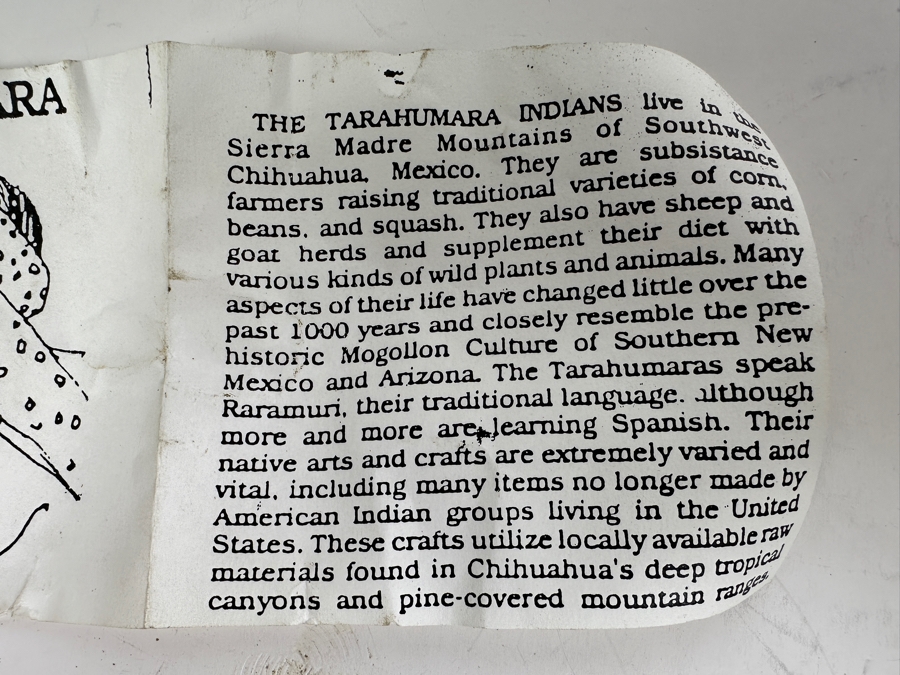 ARA
THE TARAHUMARA INDIANS live in the
Sierra Madre Mountains of Southwest
Chihuahua, Mexico. They are subsistance
farmers raising traditional varieties of corn,
beans, and squash. They also have sheep and
goat herds and supplement their diet with
various kinds of wild plants and animals. Many
aspects of their life have changed little over the
past 1000 years and closely resemble the pre-
historic Mogollon Culture of Southern New
Mexico and Arizona. The Tarahumaras speak
Raramuri, their traditional language. although
more and more are learning Spanish. Their
native arts and crafts are extremely varied and
vital, including many items no longer made by
American Indian groups living in the United
States. These crafts utilize locally available raw
materials found in Chihuahua's deep tropical
canyons and pine-covered mountain ranges.